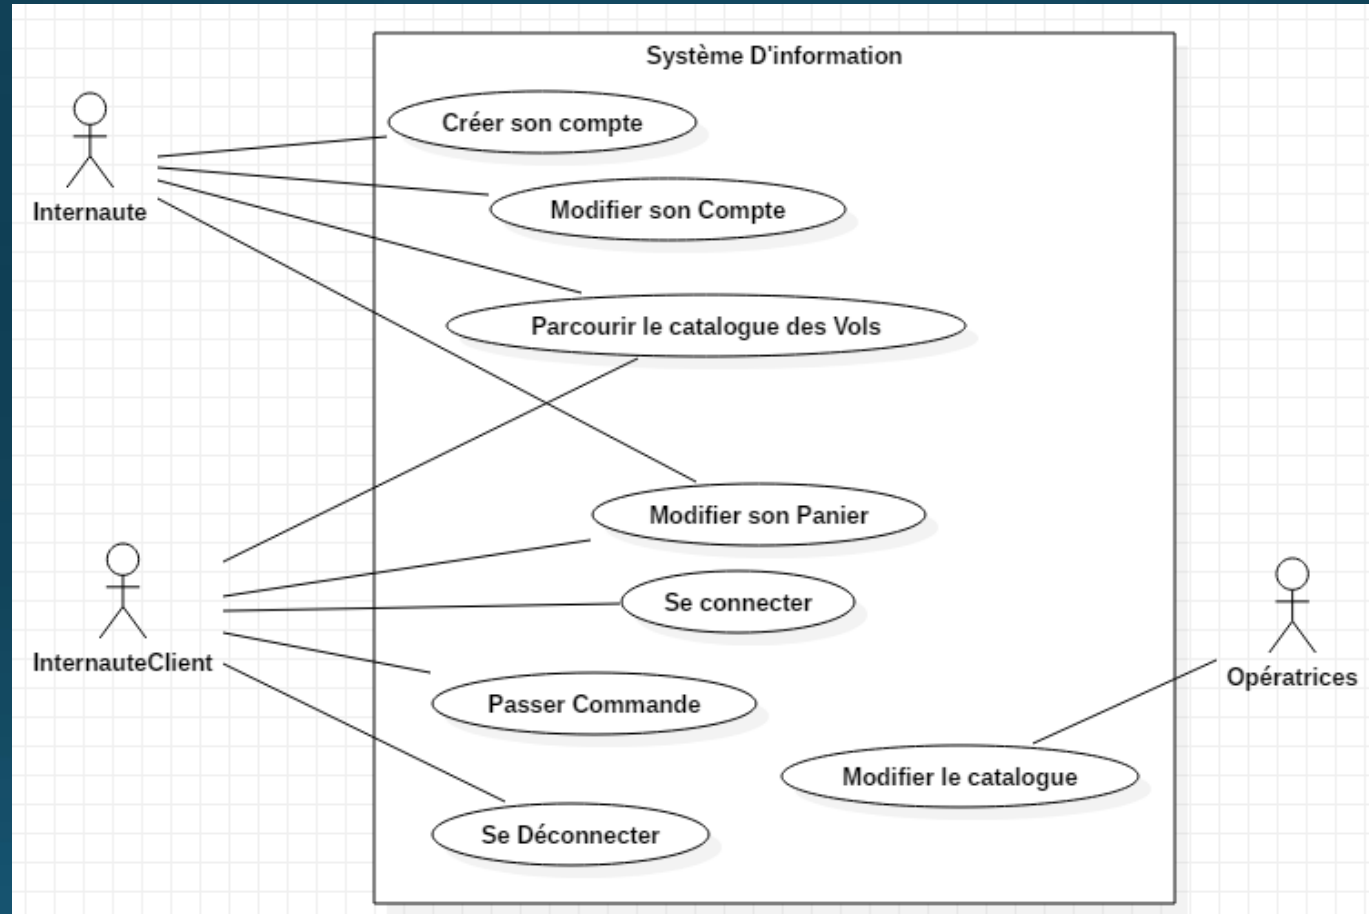 Système D'information
Créer son compte
Modifier son Compte
Internaute
Parcourir le catalogue des Vols
Modifier son Panier
Se connecter
InternauteClient
Opératrices
Passer Commande
Modifier le catalogue
Se Déconnecter